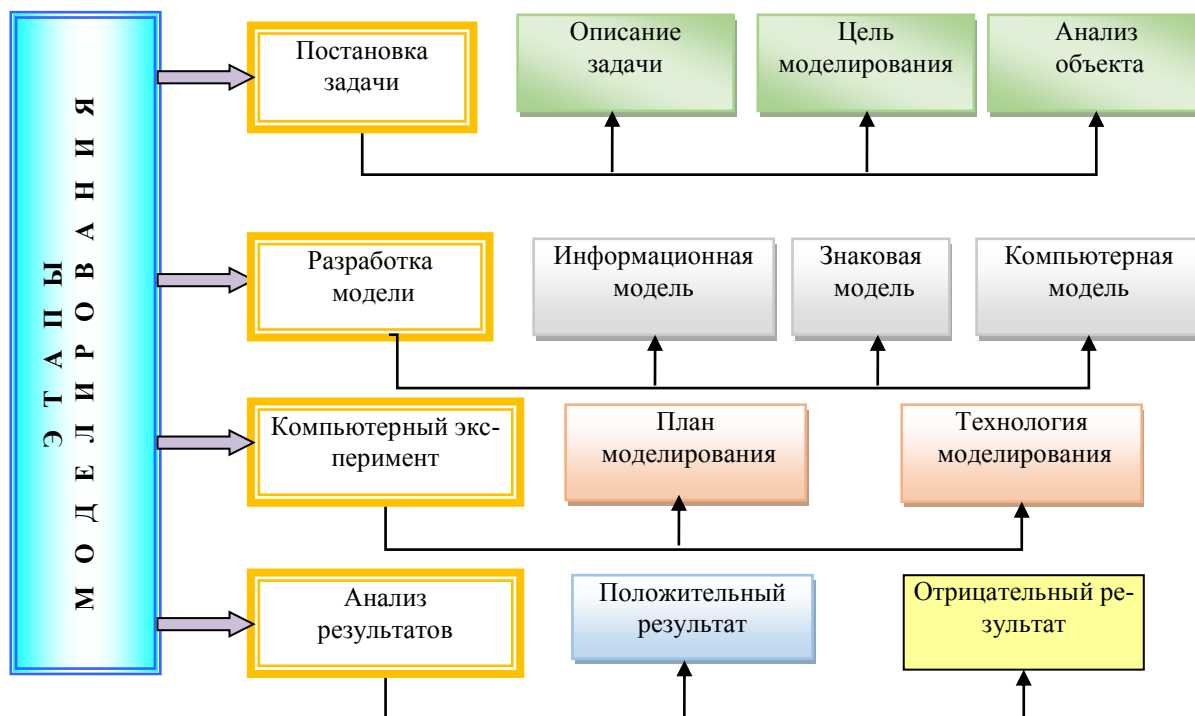 ЭТАПЫ
МОДЕЛИРОВАНИЯ
Постановка
задачи
Описание
задачи
Цель
моделирования
Анализ
объекта
Разработка
модели
Информационная
модель
Знаковая
модель
Компьютерная
модель
Компьютерный экс-
перимент
План
моделирования
Технология
моделирования
Анализ
результатов
Положительный
результат
Отрицательный ре-
зультат